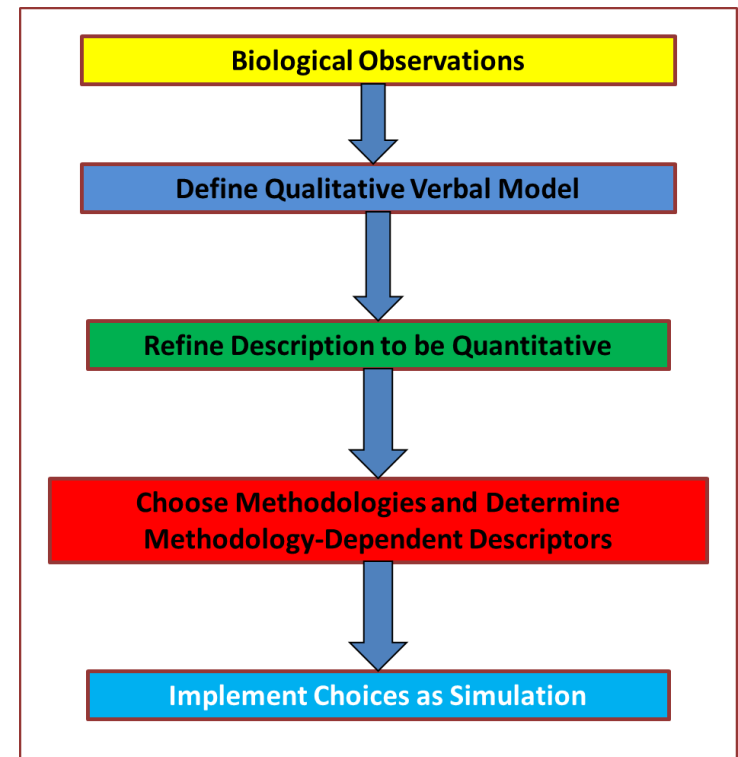 Biological Observations
Define Qualitative Verbal Model
Refine Description to be Quantitative
Choose Methodologies and Determine
Methodology-Dependent Descriptors
Implement Choices as Simulation